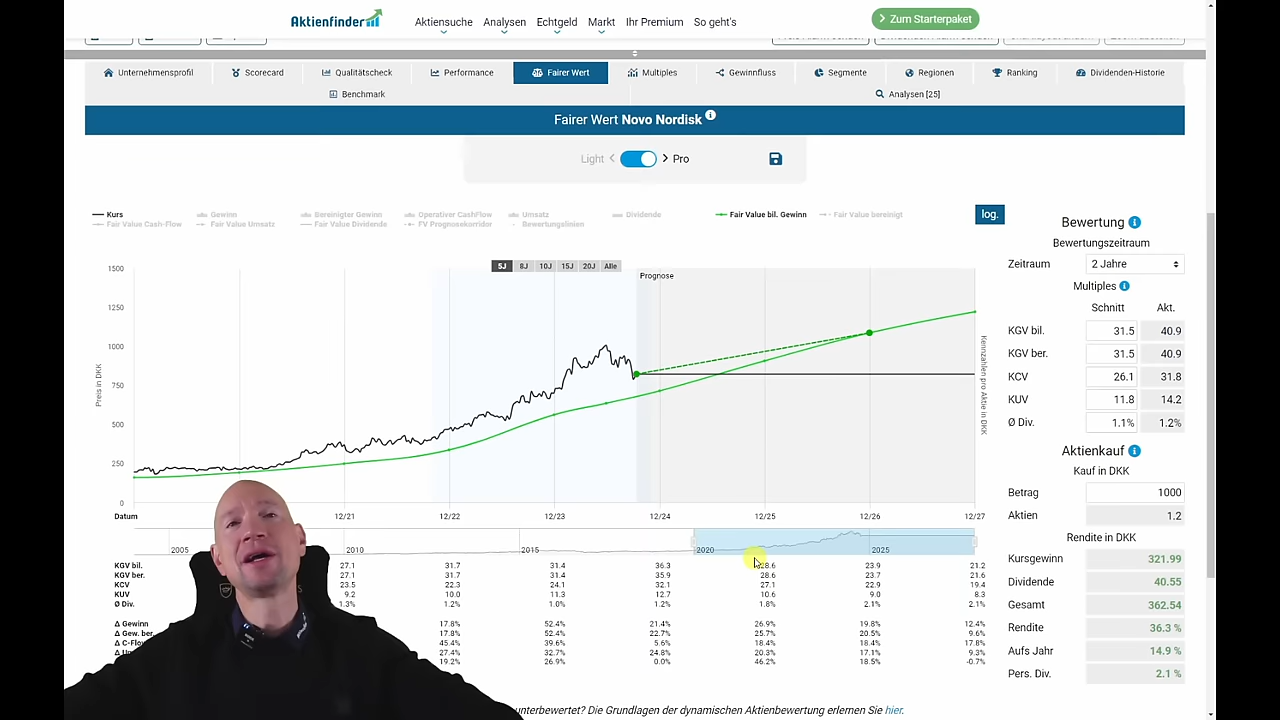 Aktienfinder
Aktiensuche Analysen Echtgeld Markt Ihr Premium So geht's
Zum Starterpaket
Unternehmensprofil Scorecard Qualitätscheck Performance Fairer Wert Multiples Gewinnfluss Segmente Regionen Ranking Dividenden-Historie
Benchmark Analysen [25]
Fairer Wert Novo Nordisk
Light < > Pro
Kurs Gewinn Bereinigter Gewinn Operativer CashFlow Umsatz Dividende Fair Value bil. Gewinn Fair Value bereinigt
Fair Value Cash-Flow Fair Value Umsatz Fair Value Dividende FV Prognosekorridor Bewertungslinien
log.
5J 8J 10J 15J 20J Alle
Prognose
1500
1250
1000
750
500
250
0
Preis in DKK
Kennzahlen pro Aktie in DKK
Datum 12/21 12/22 12/23 12/24 12/25 12/26 12/27
2005 2010 2015 2020 2025
KGV bil. 27.1 31.7 31.4 36.3 28.6 23.9 21.2
KGV ber. 27.1 31.7 31.4 35.9 28.6 23.7 21.6
KCV 23.5 22.3 24.1 32.1 27.1 22.9 19.4
KUV 9.2 10.0 11.3 12.7 10.6 9.0 8.3
Ø Div. 1.3% 1.2% 1.0% 1.2% 1.8% 2.1% 2.1%
Δ Gewinn 17.8% 52.4% 21.4% 26.9% 19.8% 12.4%
Δ Gew. ber. 17.8% 52.4% 22.7% 25.7% 20.5% 9.6%
Δ C-Flow 45.4% 39.6% 5.6% 18.4% 18.4% 17.8%
27.4% 32.7% 24.8% 20.3% 17.1% 9.3%
19.2% 26.9% 0.0% 46.2% 18.5% -0.7%
unterbewertet? Die Grundlagen der dynamischen Aktienbewertung erlernen Sie hier.
Bewertung
Bewertungszeitraum
Zeitraum 2 Jahre
Multiples
Schnitt Akt.
KGV bil. 31.5 40.9
KGV ber. 31.5 40.9
KCV 26.1 31.8
KUV 11.8 14.2
Ø Div. 1.1% 1.2%
Aktienkauf
Kauf in DKK
Betrag 1000
Aktien 1.2
Rendite in DKK
Kursgewinn 321.99
Dividende 40.55
Gesamt 362.54
Rendite 36.3 %
Aufs Jahr 14.9 %
Pers. Div. 2.1 %